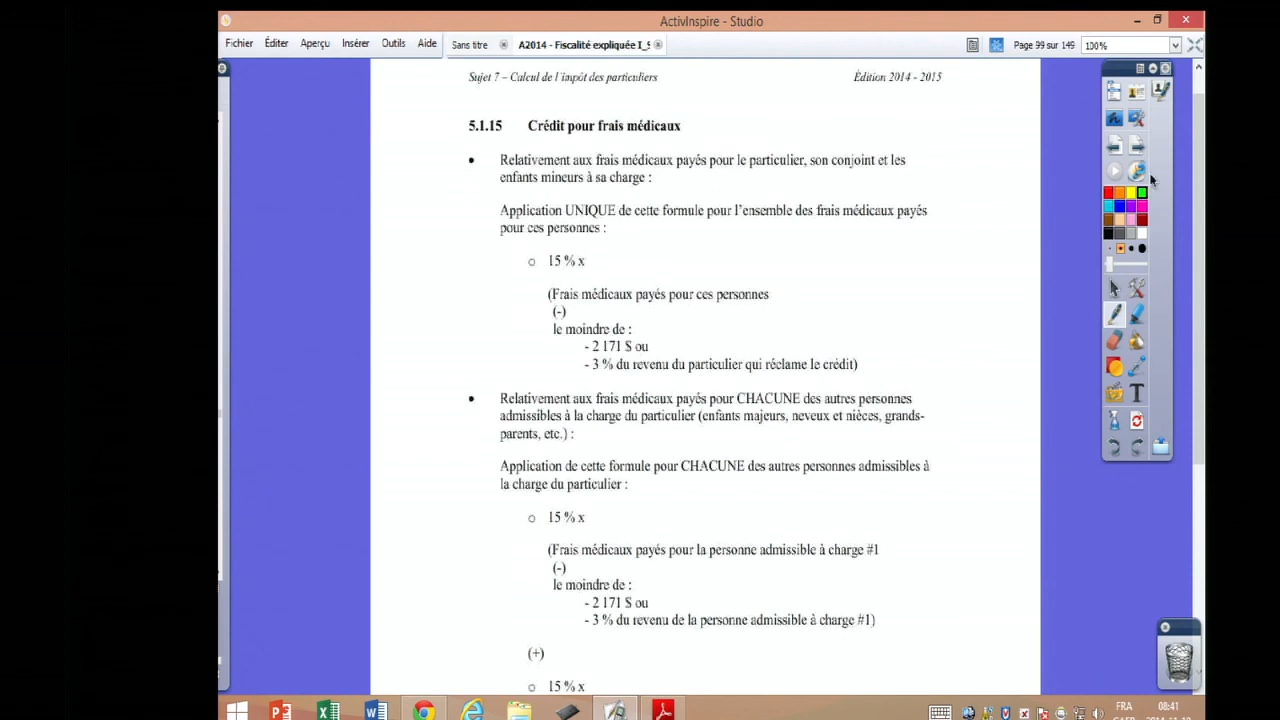 ActivInspire - Studio
Fichier Éditer Aperçu Insérer Outils Aide
Sans titre
A2014 - Fiscalité expliquée I_S
Page 99 sur 149
100%
Sujet 7 – Calcul de l'impôt des particuliers
Édition 2014 - 2015
5.1.15 Crédit pour frais médicaux
• Relativement aux frais médicaux payés pour le particulier, son conjoint et les
enfants mineurs à sa charge :
Application UNIQUE de cette formule pour l'ensemble des frais médicaux payés
pour ces personnes :
o 15 % x
(Frais médicaux payés pour ces personnes
(-)
le moindre de :
- 2 171 $ ou
- 3 % du revenu du particulier qui réclame le crédit)
• Relativement aux frais médicaux payés pour CHACUNE des autres personnes
admissibles à la charge du particulier (enfants majeurs, neveux et nièces, grands-
parents, etc.) :
Application de cette formule pour CHACUNE des autres personnes admissibles à
la charge du particulier :
o 15 % x
(Frais médicaux payés pour la personne admissible à charge #1
(-)
le moindre de :
- 2 171 $ ou
- 3 % du revenu de la personne admissible à charge #1)
(+)
o 15 % x
FRA
08:41